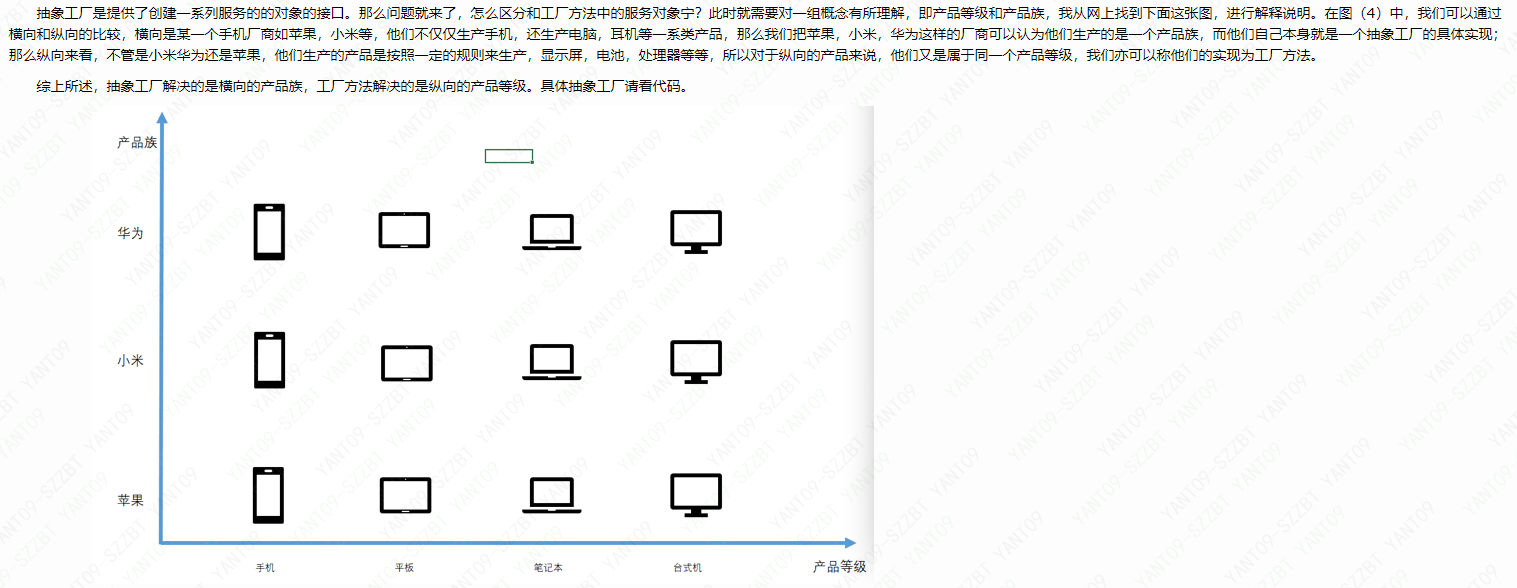 抽象工厂是提供了创建一系列服务的的对象的接口。那么问题就来了，怎么区分和工厂方法中的服务对象宁？此时就需要对一组概念有所理解，即产品等级和产品族，我从网上找到下面这张图，进行解释说明。在图（4）中，我们可以通过
横向和纵向的比较，横向是某一个手机厂商如苹果，小米等，他们不仅仅生产手机，还生产电脑，耳机等一系类产品，那么我们把苹果，小米，华为这样的厂商可以认为他们生产的是一个产品族，而他们自己本身就是一个抽象工厂的具体实现；
那么纵向来看，不管是小米华为还是苹果，他们生产的产品是按照一定的规则来生产，显示屏，电池，处理器等等，所以对于纵向的产品来说，他们又是属于同一个产品等级，我们亦可以称他们的实现为工厂方法。
综上所述，抽象工厂解决的是横向的产品族，工厂方法解决的是纵向的产品等级。具体抽象工厂请看代码。
产品族
华为
小米
苹果
手机 平板 笔记本 台式机 产品等级
YANT09-SZZBT